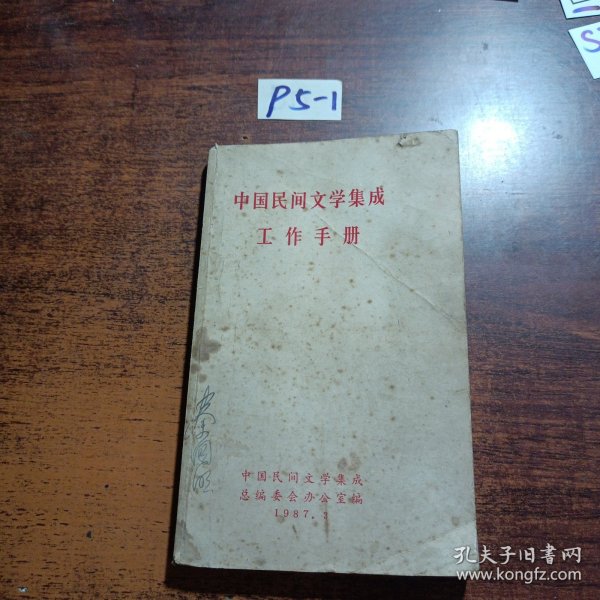 P5-1
中国民间文学集成
工作手册
中国民间文学集成
总编委会办公室编
1987.3
孔夫子旧书网
www.kongfz.com